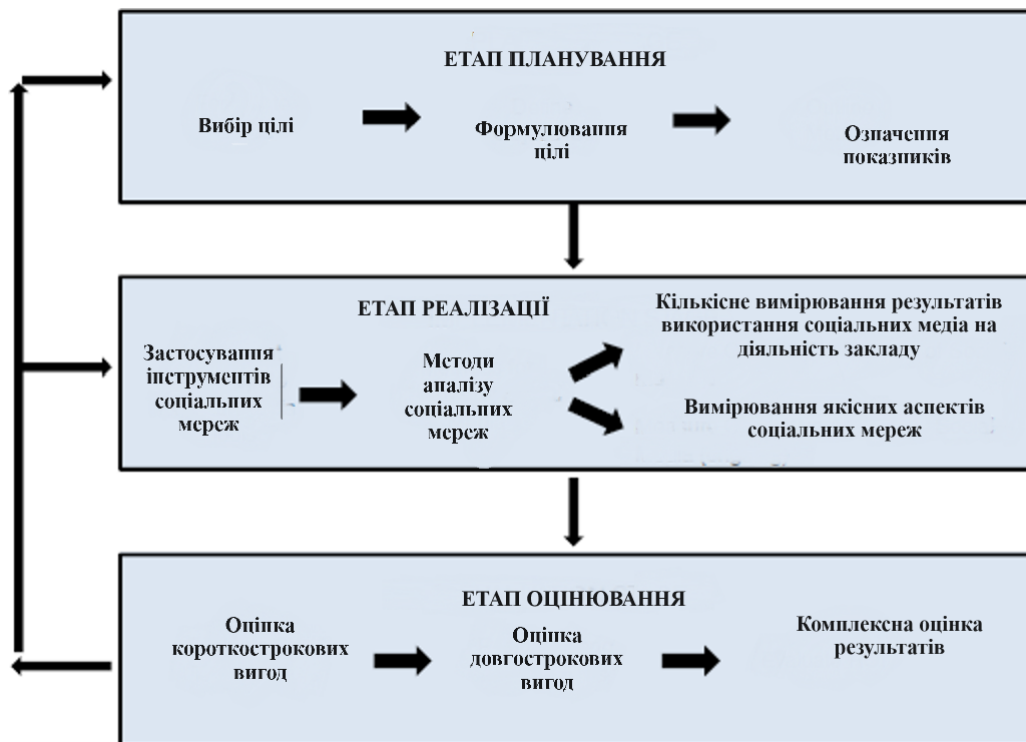 ЕТАП ПЛАНУВАННЯ
Вибір цілі
Формулювання
цілі
Означення
показників
ЕТАП РЕАЛІЗАЦІЇ
Застосування
інструментів
соціальних
мереж
Методи
аналізу
соціальних
мереж
Кількісне вимірювання результатів
використання соціальних медіа на
діяльність закладу
Вимірювання якісних аспектів
соціальних мереж
ЕТАП ОЦІНЮВАННЯ
Оцінка
короткострокових
вигод
Оцінка
довгострокових
вигод
Комплексна оцінка
результатів